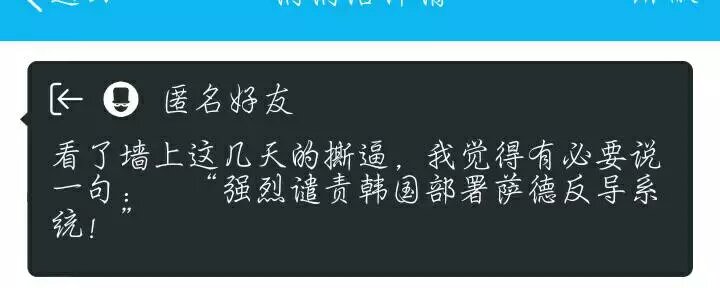 匿名好友
看了墙上这几天的撕逼，我觉得有必要说
一句： “强烈谴责韩国部署萨德反导系
统！”